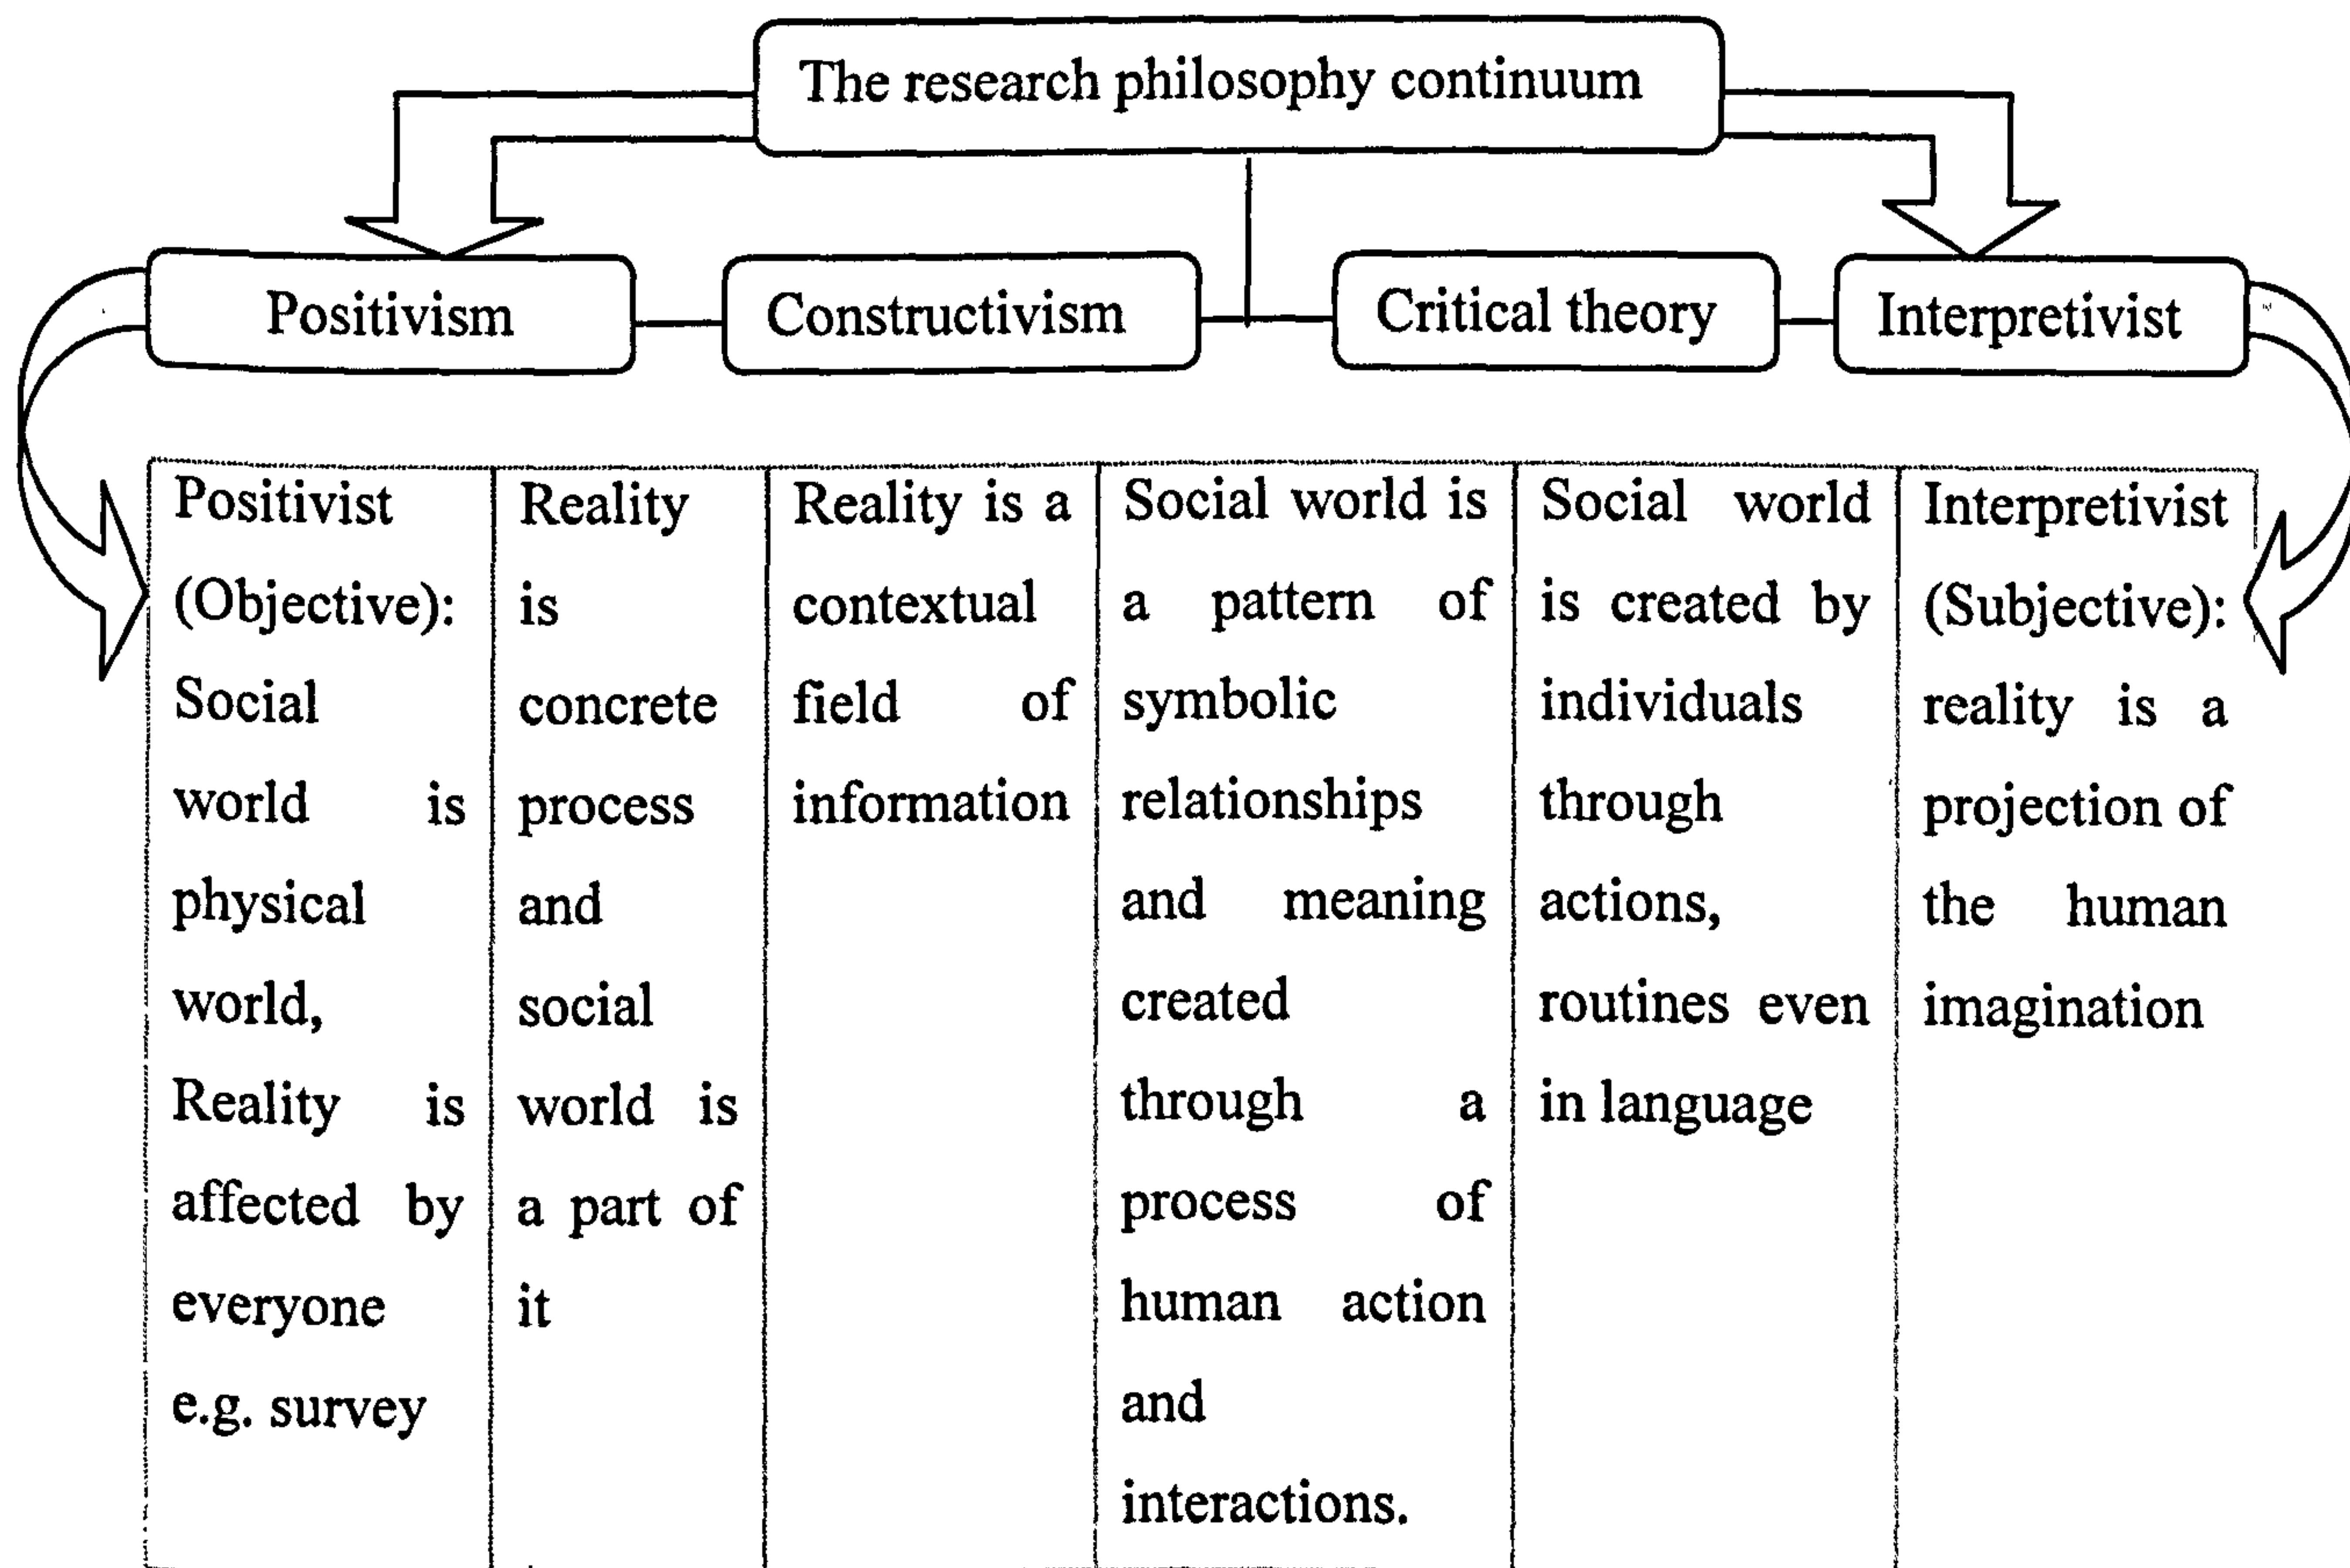 The research philosophy continuum
Positivism
Constructivism
Critical theory
Interpretivist
Positivist
(Objective):
Social
world is
physical
world,
Reality is
affected by
everyone
e.g. survey
Reality
is
concrete
process
and
social
world is
a part of
it
Reality is a
contextual
field of
information
Social world is
a pattern of
symbolic
relationships
and meaning
created
through a
process of
human action
and
interactions.
Social world
is created by
individuals
through
actions,
routines even
in language
Interpretivist
(Subjective):
reality is a
projection of
the human
imagination